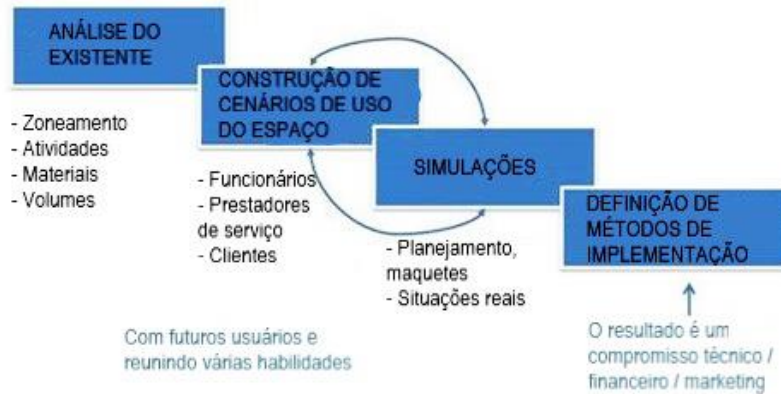 ANÁLISE DO
EXISTENTE
- Zoneamento
- Atividades
- Materiais
- Volumes
CONSTRUÇÃO DE
CENÁRIOS DE USO
DO ESPAÇO
- Funcionários
- Prestadores
de serviço
- Clientes
SIMULAÇÕES
- Planejamento,
maquetes
- Situações reais
DEFINIÇÃO DE
MÉTODOS DE
IMPLEMENTAÇÃO
Com futuros usuários e
reunindo várias habilidades
O resultado é um
compromisso técnico /
financeiro / marketing